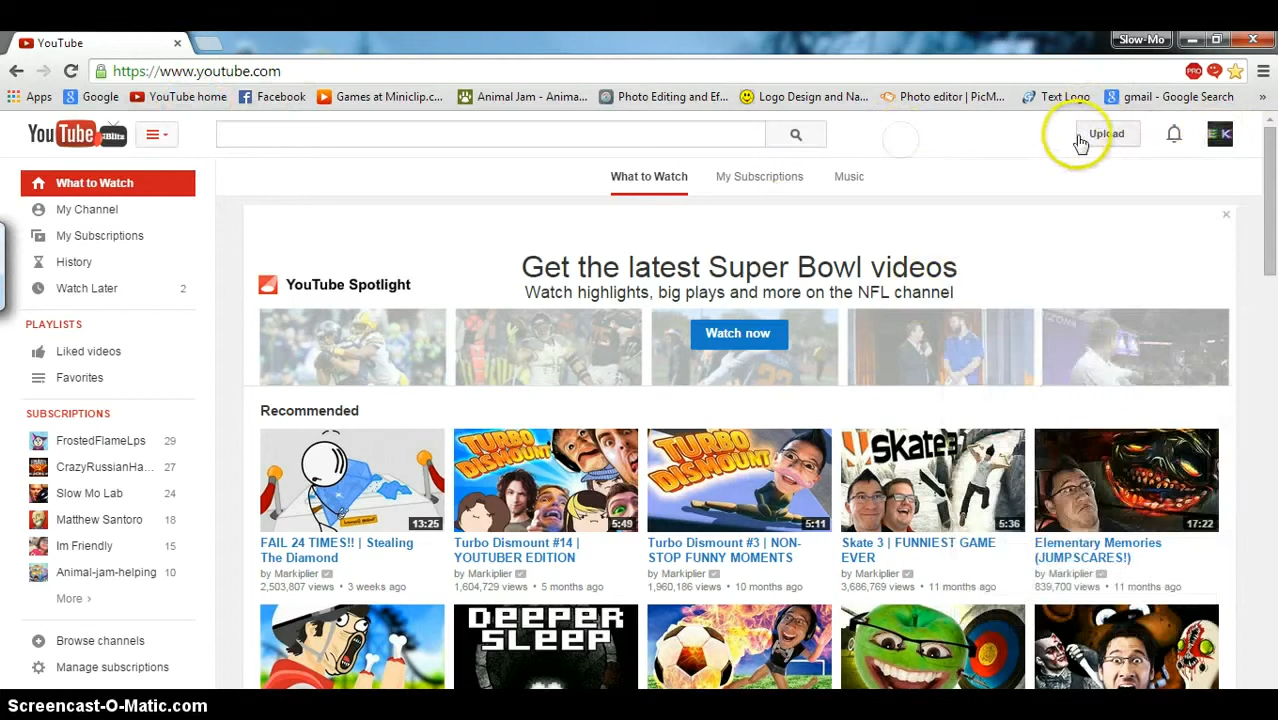 YouTube
Slow-Mo
https://www.youtube.com
PRO
Apps
Google
YouTube home
Facebook
Games at Miniclip.c...
AnimalJam - Anima...
Photo Editing and Ef...
Logo Design and Na...
Photo editor | PicM...
Text Logo
gmail - Google Search
YouTube
Blitz
Upload
E K
What to Watch
My Subscriptions
Music
What to Watch
My Channel
My Subscriptions
History
Watch Later 2
PLAYLISTS
Liked videos
Favorites
SUBSCRIPTIONS
FrostedFlameLps 29
CrazyRussianHa... 27
Slow Mo Lab 24
Matthew Santoro 18
Im Friendly 15
Animal-jam-helping 10
More ›
Browse channels
Manage subscriptions
YouTube Spotlight
Get the latest Super Bowl videos
Watch highlights, big plays and more on the NFL channel
Watch now
Recommended
13:25
FAIL 24 TIMES!! | Stealing
The Diamond
by Markiplier
2,503,807 views • 3 weeks ago
TURBO
DISMOUNT
5:49
Turbo Dismount #14 |
YOUTUBER EDITION
by Markiplier
1,604,729 views • 5 months ago
TURBO
DISMOUNT
5:11
Turbo Dismount #3 | NON-
STOP FUNNY MOMENTS
by Markiplier
1,960,186 views • 10 months ago
skate 3
5:36
Skate 3 | FUNNIEST GAME
EVER
by Markiplier
3,686,769 views • 11 months ago
17:22
Elementary Memories
(JUMPSCARES!)
by Markiplier
839,700 views • 11 months ago
DEEPER
SLEEP
Screencast-O-Matic.com